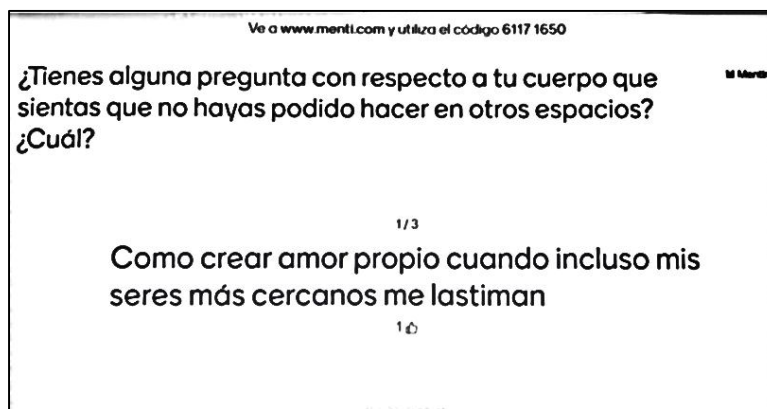 Ve a www.menti.com y utiliza el código 6117 1650
¿Tienes alguna pregunta con respecto a tu cuerpo que
sientas que no hayas podido hacer en otros espacios?
¿Cuál?
1/3
Como crear amor propio cuando incluso mis
seres más cercanos me lastiman
1